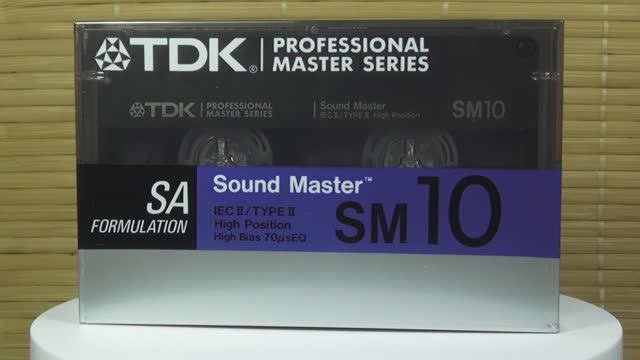 TDK® PROFESSIONAL
MASTER SERIES
TDK PROFESSIONAL
MASTER SERIES
Sound Master
IEC II/TYPE II High Position
SM10
SA
FORMULATION
Sound Master™
IEC II/TYPE II
High Position
High Bias 70μsEQ
SM10